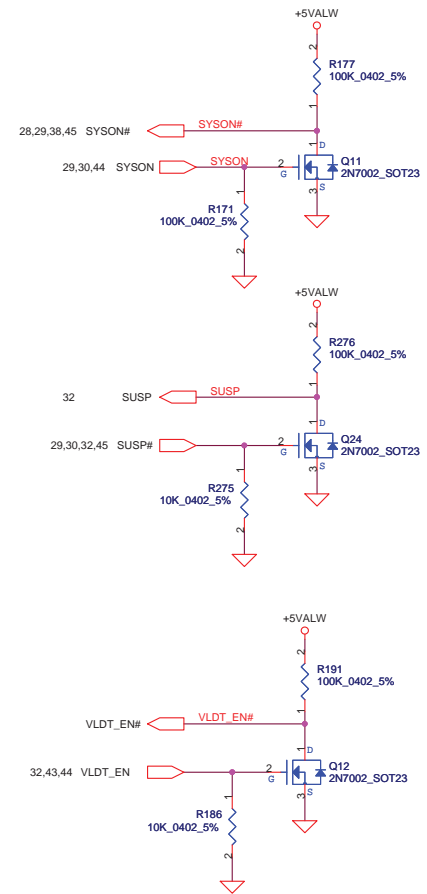 +5VALW
2
R177
100K_0402_5%
1
28,29,38,45 SYSON# SYSON#
1 D
Q11
2N7002_SOT23
29,30,44 SYSON SYSON 2
G
3 S
1
R171
100K_0402_5%
2
+5VALW
2
R276
100K_0402_5%
1
32 SUSP SUSP
1 D
Q24
2N7002_SOT23
29,30,32,45 SUSP# 2
G
3 S
1
R275
10K_0402_5%
2
+5VALW
2
R191
100K_0402_5%
1
VLDT_EN# VLDT_EN#
1 D
Q12
2N7002_SOT23
32,43,44 VLDT_EN 2
G
3 S
1
R186
10K_0402_5%
2